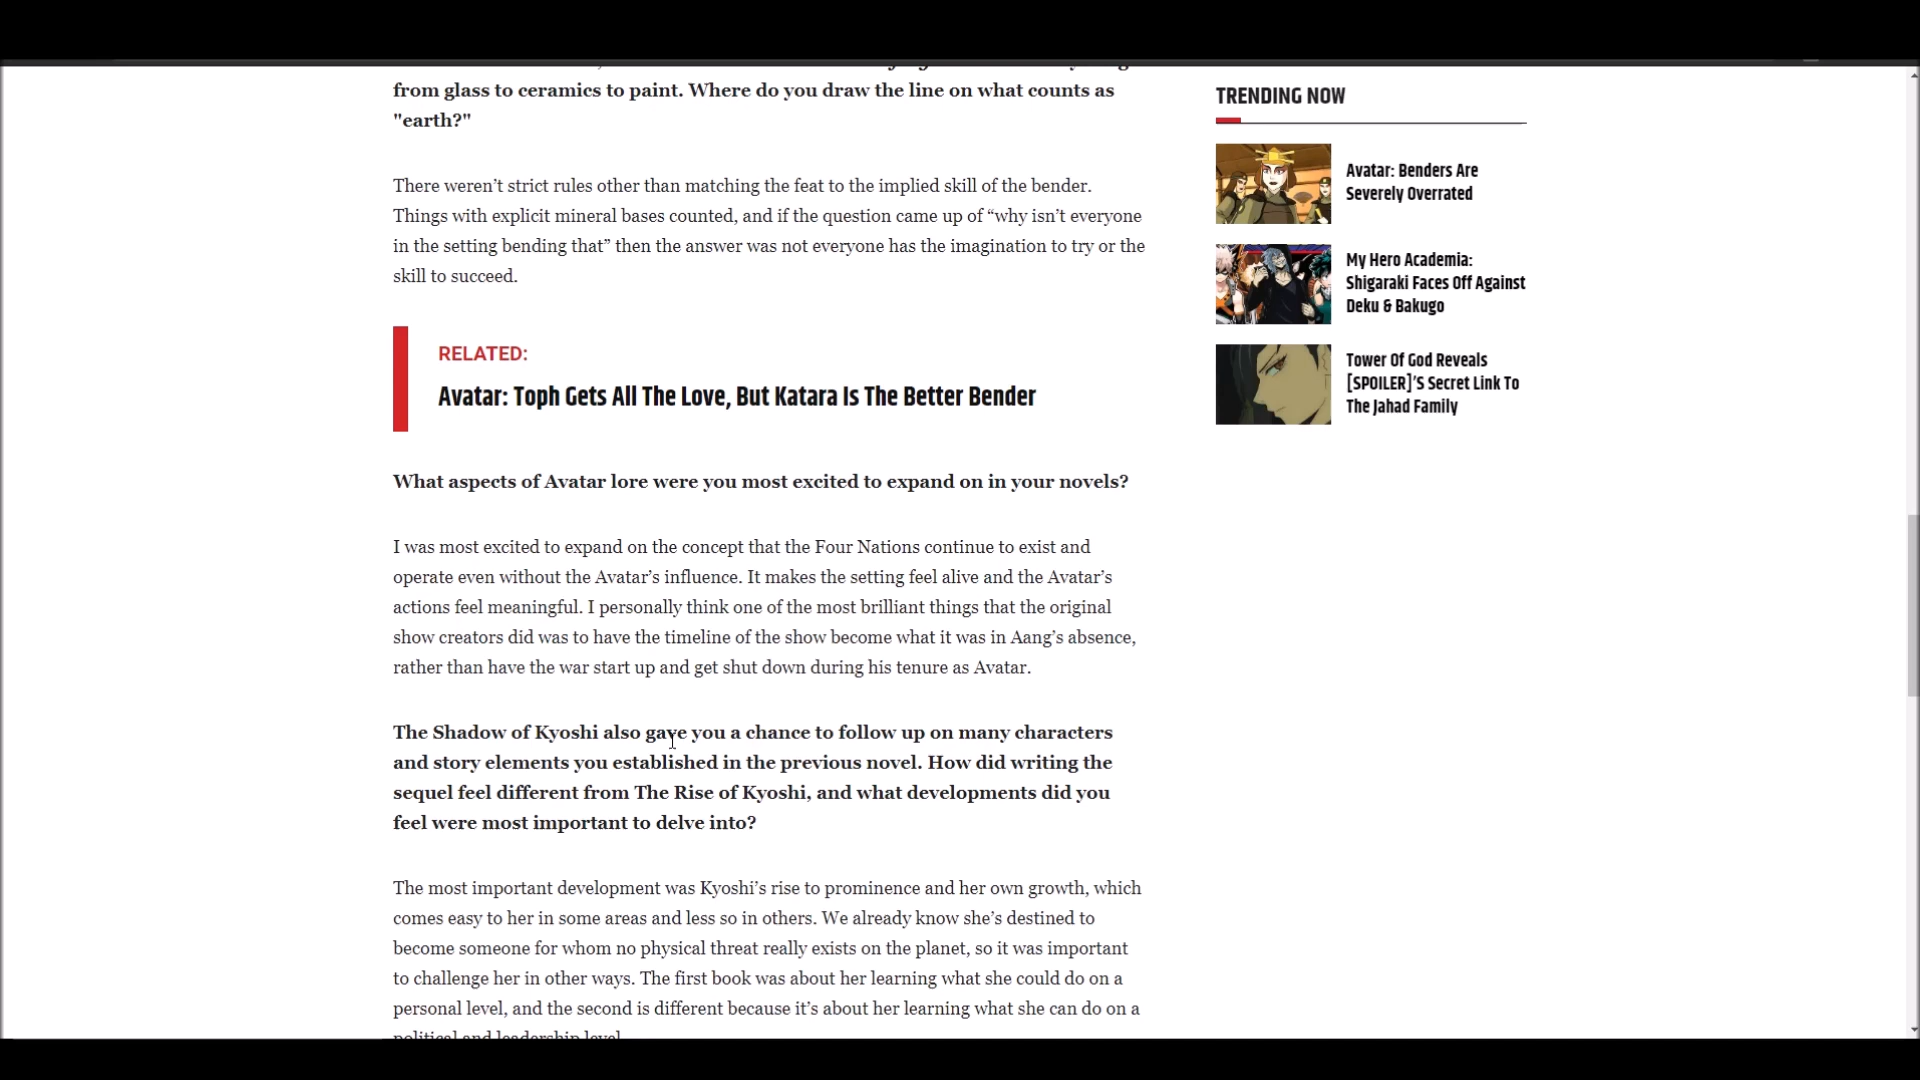 from glass to ceramics to paint. Where do you draw the line on what counts as
"earth?"
There weren’t strict rules other than matching the feat to the implied skill of the bender.
Things with explicit mineral bases counted, and if the question came up of “why isn’t everyone
in the setting bending that” then the answer was not everyone has the imagination to try or the
skill to succeed.
RELATED:
Avatar: Toph Gets All The Love, But Katara Is The Better Bender
What aspects of Avatar lore were you most excited to expand on in your novels?
I was most excited to expand on the concept that the Four Nations continue to exist and
operate even without the Avatar’s influence. It makes the setting feel alive and the Avatar’s
actions feel meaningful. I personally think one of the most brilliant things that the original
show creators did was to have the timeline of the show become what it was in Aang’s absence,
rather than have the war start up and get shut down during his tenure as Avatar.
The Shadow of Kyoshi also gave you a chance to follow up on many characters
and story elements you established in the previous novel. How did writing the
sequel feel different from The Rise of Kyoshi, and what developments did you
feel were most important to delve into?
The most important development was Kyoshi’s rise to prominence and her own growth, which
comes easy to her in some areas and less so in others. We already know she’s destined to
become someone for whom no physical threat really exists on the planet, so it was important
to challenge her in other ways. The first book was about her learning what she could do on a
personal level, and the second is different because it’s about her learning what she can do on a
political and leadership level.
TRENDING NOW
Avatar: Benders Are
Severely Overrated
My Hero Academia:
Shigaraki Faces Off Against
Deku & Bakugo
Tower Of God Reveals
[SPOILER]'S Secret Link To
The Jahad Family